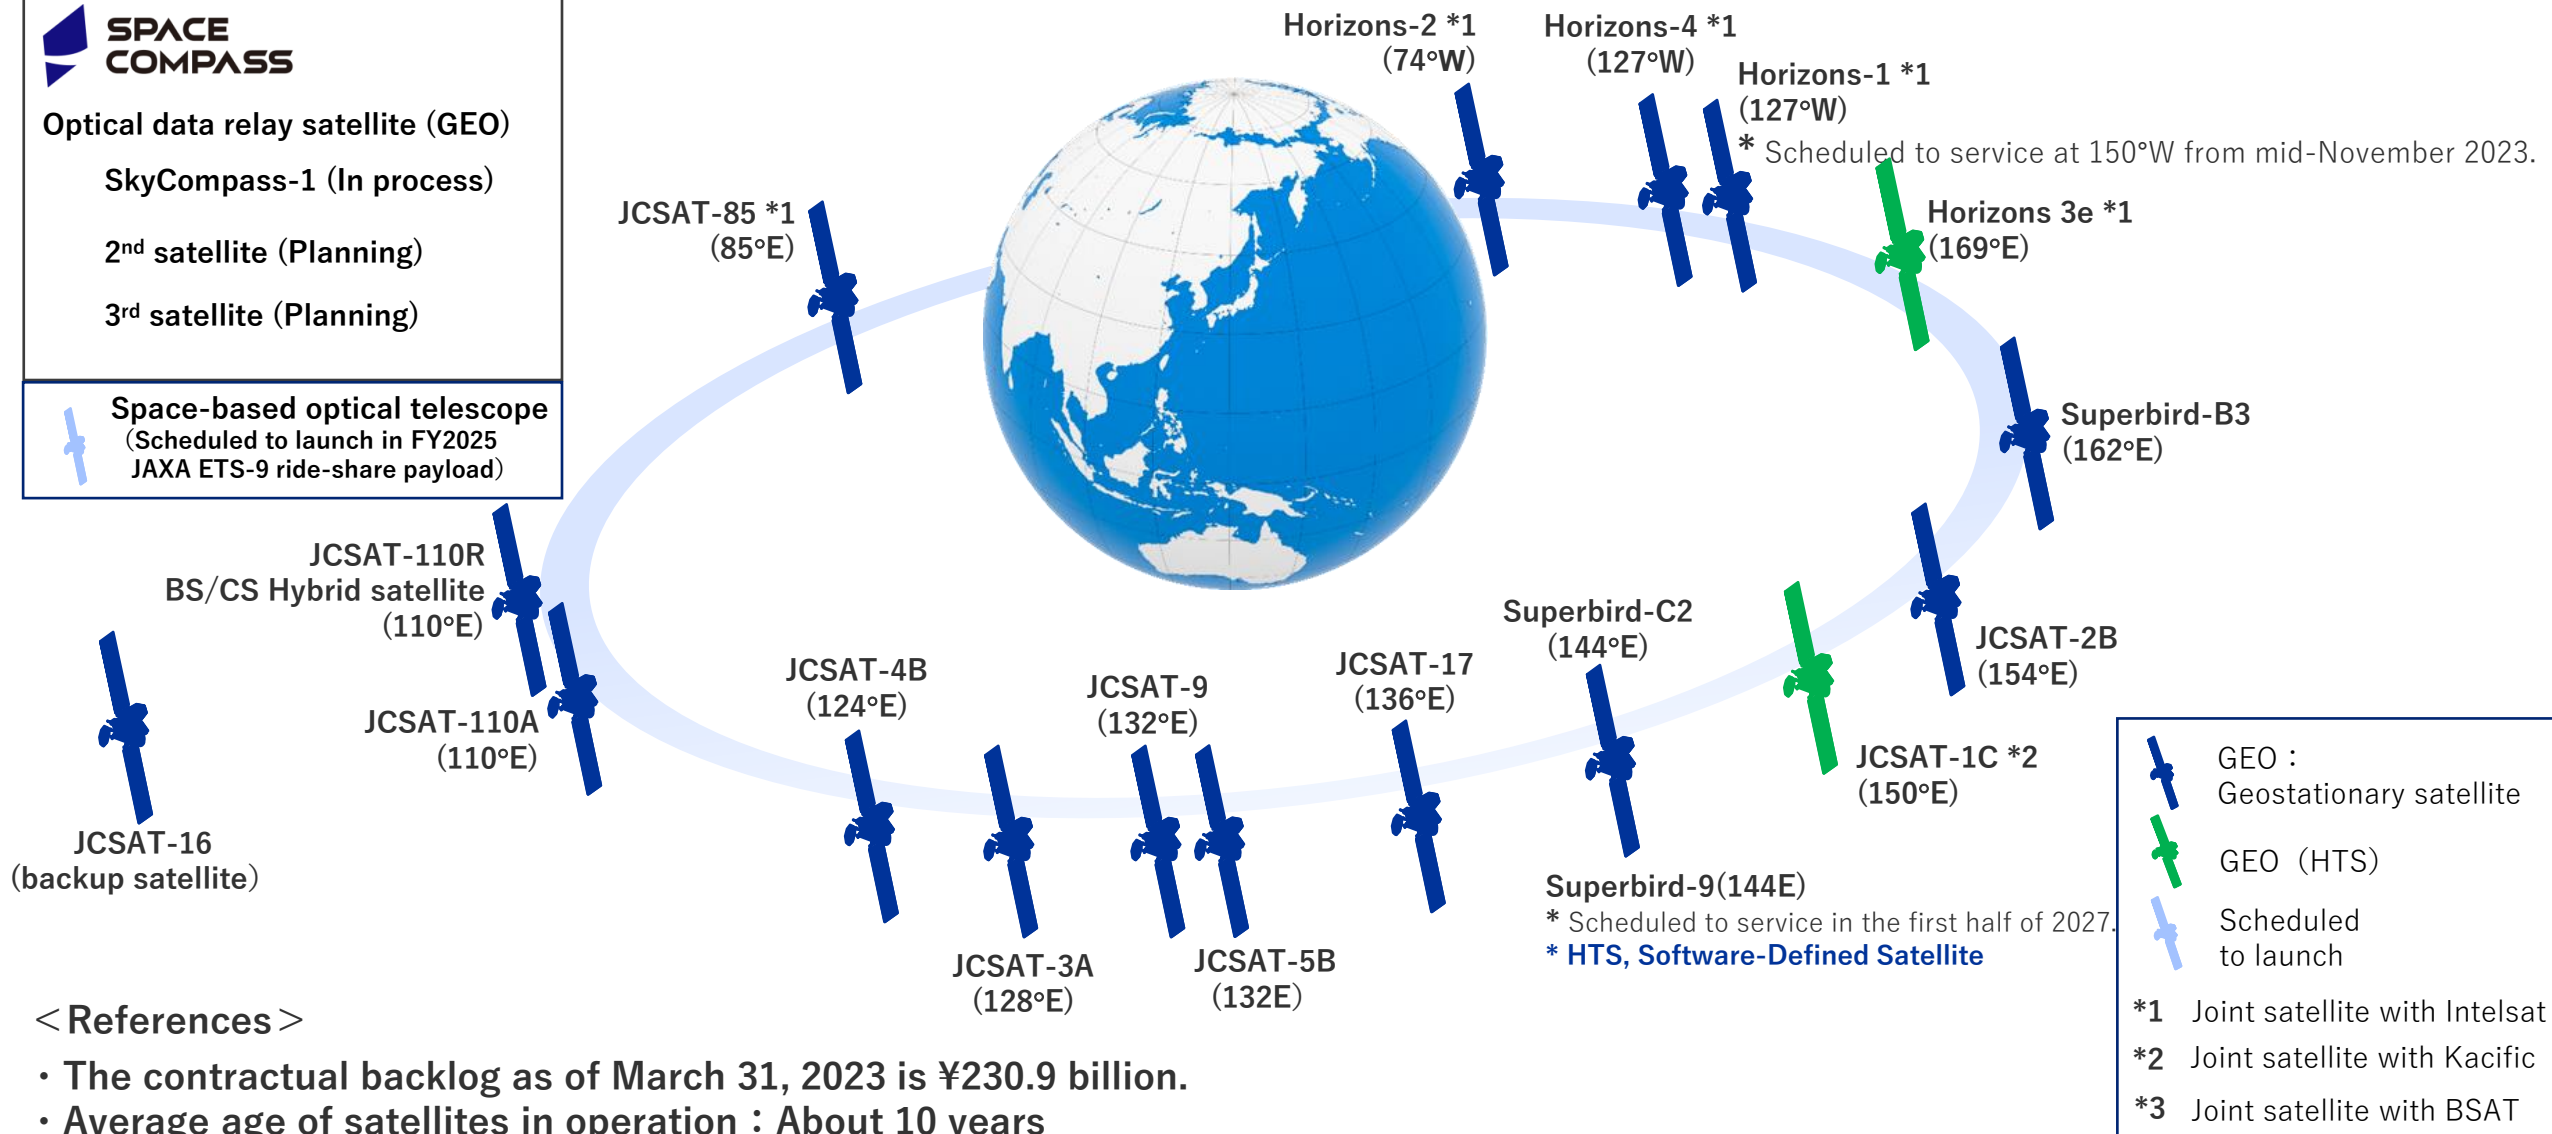 SPACE
COMPASS
Optical data relay satellite (GEO)
SkyCompass-1 (In process)
2nd satellite (Planning)
3rd satellite (Planning)
Space-based optical telescope
(Scheduled to launch in FY2025
JAXA ETS-9 ride-share payload)
Horizons-2 *1
(74°W)
Horizons-4 *1
(127°W)
Horizons-1 *1
(127°W)
* Scheduled to service at 150°W from mid-November 2023.
Horizons 3e *1
(169°E)
JCSAT-85 *1
(85°E)
Superbird-B3
(162°E)
JCSAT-110R
BS/CS Hybrid satellite
(110°E)
JCSAT-110A
(110°E)
JCSAT-16
(backup satellite)
JCSAT-4B
(124°E)
JCSAT-3A
(128°E)
JCSAT-9
(132°E)
JCSAT-5B
(132E)
JCSAT-17
(136°E)
Superbird-C2
(144°E)
Superbird-9(144E)
* Scheduled to service in the first half of 2027.
* HTS, Software-Defined Satellite
JCSAT-1C *2
(150°E)
JCSAT-2B
(154°E)
GEO：
Geostationary satellite
GEO（HTS）
Scheduled
to launch
*1 Joint satellite with Intelsat
*2 Joint satellite with Kacific
*3 Joint satellite with BSAT
＜References＞
・The contractual backlog as of March 31, 2023 is ¥230.9 billion.
・Average age of satellites in operation：About 10 years